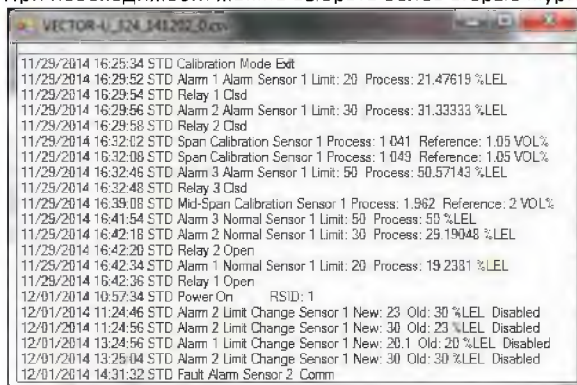 VECTOR-U_324_141202_0.csv
11/29/2014 16:25:34 STD Calibration Mode Exit
11/29/2014 16:29:52 STD Alarm 1 Alarm Sensor 1 Limit: 20 Process: 21.47619 %LEL
11/29/2014 16:29:54 STD Relay 1 Clsd
11/29/2014 16:29:56 STD Alarm 2 Alarm Sensor 1 Limit: 30 Process: 31.33333 %LEL
11/29/2014 16:29:58 STD Relay 2 Clsd
11/29/2014 16:32:02 STD Span Calibration Sensor 1 Process: 1.041 Reference: 1.05 VOL%
11/29/2014 16:32:08 STD Span Calibration Sensor 1 Process: 1.049 Reference: 1.05 VOL%
11/29/2014 16:32:46 STD Alarm 3 Alarm Sensor 1 Limit: 50 Process: 50.57143 %LEL
11/29/2014 16:32:48 STD Relay 3 Clsd
11/29/2014 16:39:08 STD Mid-Span Calibration Sensor 1 Process: 1.962 Reference: 2 VOL%
11/29/2014 16:41:54 STD Alarm 3 Normal Sensor 1 Limit: 50 Process: 50 %LEL
11/29/2014 16:42:18 STD Alarm 2 Normal Sensor 1 Limit: 30 Process: 29.19048 %LEL
11/29/2014 16:42:20 STD Relay 2 Open
11/29/2014 16:42:34 STD Alarm 1 Normal Sensor 1 Limit: 20 Process: 19.2381 %LEL
11/29/2014 16:42:36 STD Relay 1 Open
12/01/2014 10:57:34 STD Power On RSID: 1
12/01/2014 11:24:46 STD Alarm 2 Limit Change Sensor 1 New: 23 Old: 30 %LEL Disabled
12/01/2014 11:24:56 STD Alarm 2 Limit Change Sensor 1 New: 30 Old: 23 %LEL Disabled
12/01/2014 13:24:56 STD Alarm 1 Limit Change Sensor 1 New: 20.1 Old: 20 %LEL Disabled
12/01/2014 13:25:04 STD Alarm 2 Limit Change Sensor 1 New: 30 Old: 30 %LEL Disabled
12/01/2014 14:31:32 STD Fault Alarm Sensor 2 Comm